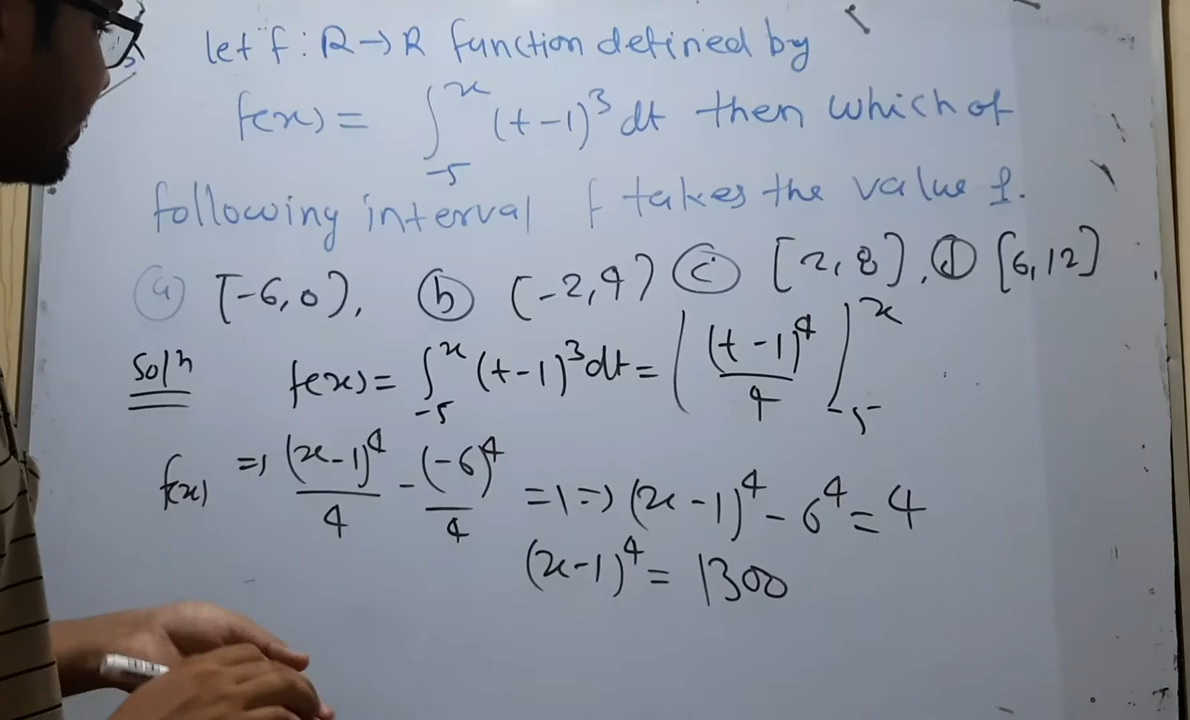 let f : R → R function defined by
f(x) = ∫_{-5}^{x} (t-1)^3 dt then which of
following interval f takes the value 1.
(a) [-6,0), (b) (-2,4) (c) [2,8), (d) [6,12]
Solⁿ f(x) = ∫_{-5}^{x} (t-1)^3 dt = [(t-1)^4/4]_{-5}^{x}
f(x) => (x-1)^4/4 - (-6)^4/4 = 1 => (x-1)^4 - 6^4 = 4
(x-1)^4 = 1300